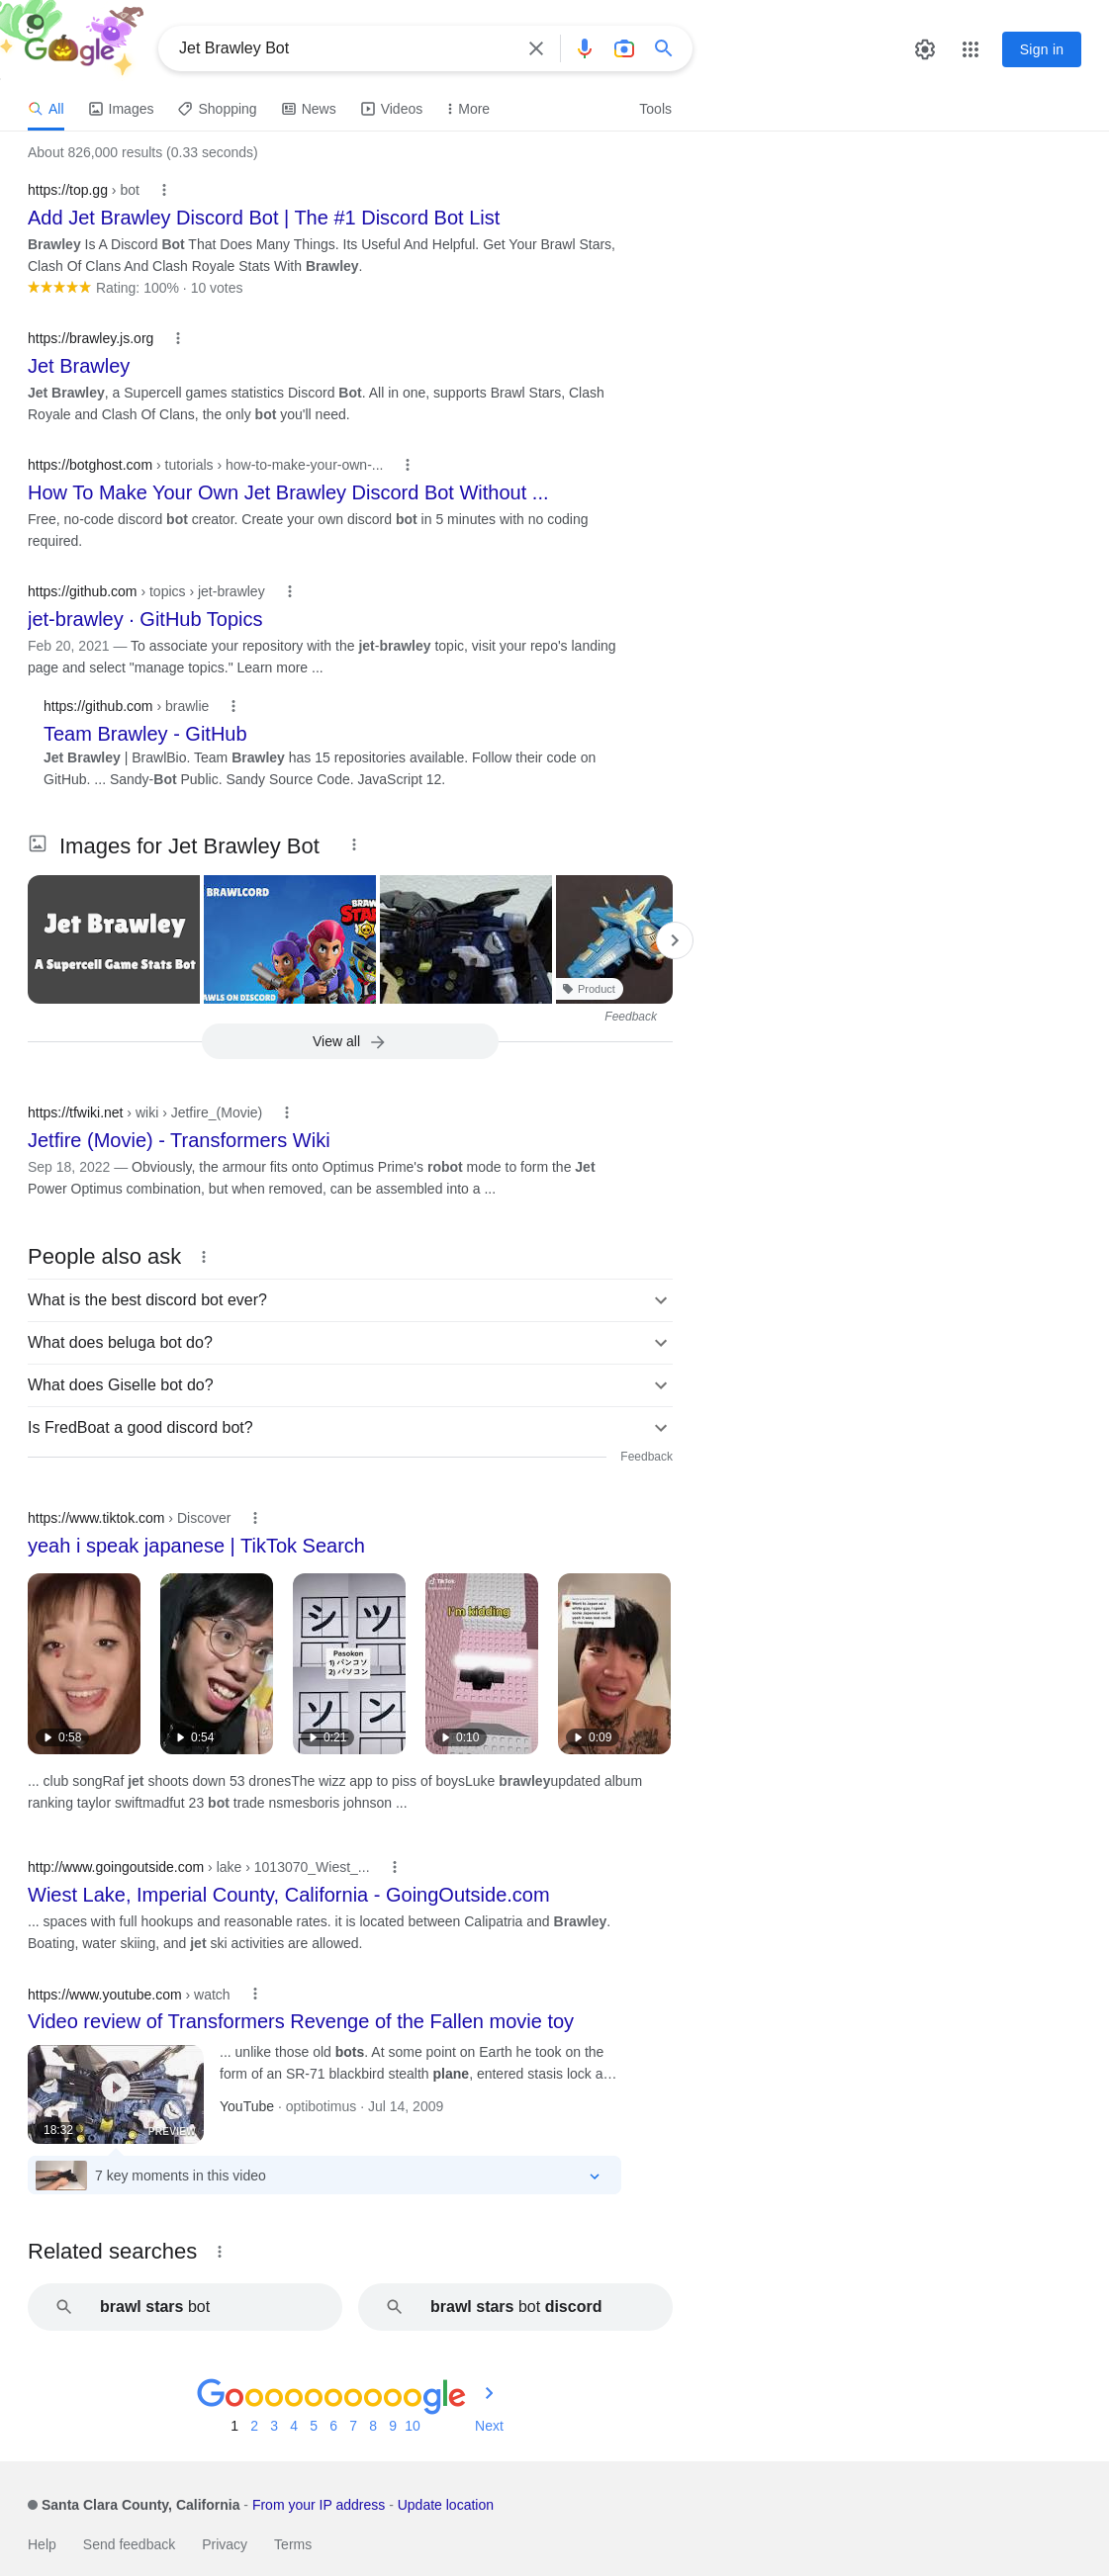 Google
Jet Brawley Bot
Sign in
All
Images
Shopping
News
Videos
More
Tools
About 826,000 results (0.33 seconds)
https://top.gg › bot
Add Jet Brawley Discord Bot | The #1 Discord Bot List
Brawley Is A Discord Bot That Does Many Things. Its Useful And Helpful. Get Your Brawl Stars,
Clash Of Clans And Clash Royale Stats With Brawley.
Rating: 100% · 10 votes
https://brawley.js.org
Jet Brawley
Jet Brawley, a Supercell games statistics Discord Bot. All in one, supports Brawl Stars, Clash
Royale and Clash Of Clans, the only bot you'll need.
https://botghost.com › tutorials › how-to-make-your-own-...
How To Make Your Own Jet Brawley Discord Bot Without ...
Free, no-code discord bot creator. Create your own discord bot in 5 minutes with no coding
required.
https://github.com › topics › jet-brawley
jet-brawley · GitHub Topics
Feb 20, 2021 — To associate your repository with the jet-brawley topic, visit your repo's landing
page and select "manage topics." Learn more ...
https://github.com › brawlie
Team Brawley - GitHub
Jet Brawley | BrawlBio. Team Brawley has 15 repositories available. Follow their code on
GitHub. ... Sandy-Bot Public. Sandy Source Code. JavaScript 12.
Images for Jet Brawley Bot
Jet Brawley
A Supercell Game Stats Bot
BRAWLCORD
AWLS ON DISCORD
Product
Feedback
View all
https://tfwiki.net › wiki › Jetfire_(Movie)
Jetfire (Movie) - Transformers Wiki
Sep 18, 2022 — Obviously, the armour fits onto Optimus Prime's robot mode to form the Jet
Power Optimus combination, but when removed, can be assembled into a ...
People also ask
What is the best discord bot ever?
What does beluga bot do?
What does Giselle bot do?
Is FredBoat a good discord bot?
Feedback
https://www.tiktok.com › Discover
yeah i speak japanese | TikTok Search
シ ツ
Pasokon
1) パンコソ
2) パソコン
ソ ン
TikTok
I'm kidding
0:58
0:54
0:21
0:10
0:09
... club songRaf jet shoots down 53 dronesThe wizz app to piss of boysLuke brawleyupdated album
ranking taylor swiftmadful 23 bot trade nsmesboris johnson ...
http://www.goingoutside.com › lake › 1013070_Wiest_...
Wiest Lake, Imperial County, California - GoingOutside.com
... spaces with full hookups and reasonable rates. it is located between Calipatria and Brawley.
Boating, water skiing, and jet ski activities are allowed.
https://www.youtube.com › watch
Video review of Transformers Revenge of the Fallen movie toy
... unlike those old bots. At some point on Earth he took on the
form of an SR-71 blackbird stealth plane, entered stasis lock a…
YouTube · optibotimus · Jul 14, 2009
18:32
PREVIEW
7 key moments in this video
Related searches
brawl stars bot
brawl stars bot discord
Goooooooooogle
1 2 3 4 5 6 7 8 9 10 Next
Santa Clara County, California - From your IP address - Update location
Help Send feedback Privacy Terms